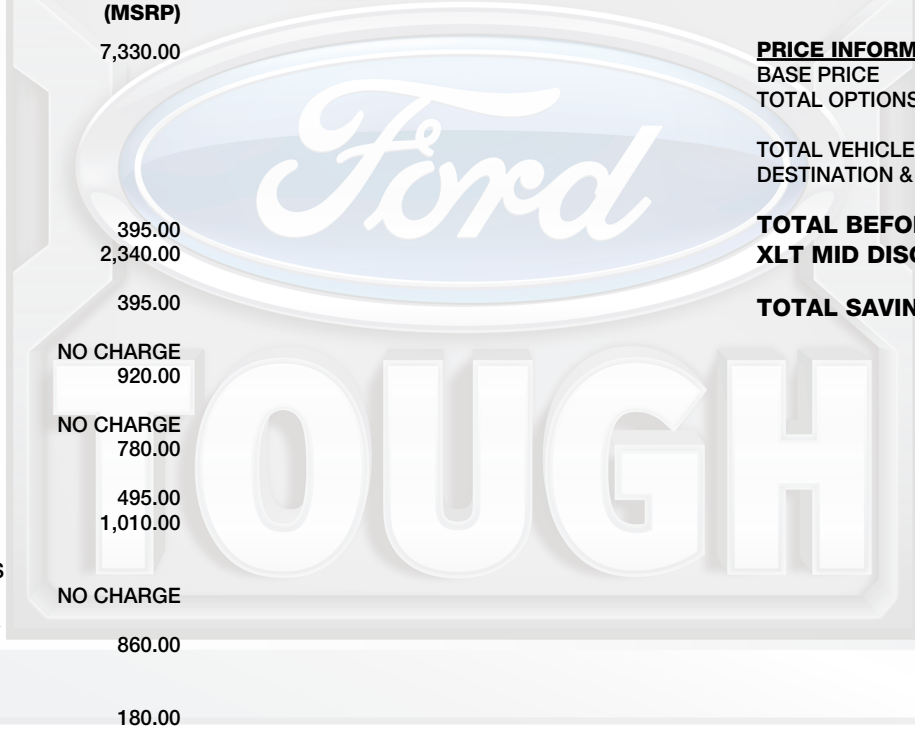 (MSRP)
7,330.00
395.00
2,340.00
395.00
NO CHARGE
920.00
NO CHARGE
780.00
495.00
1,010.00
S
NO CHARGE
860.00
180.00
PRICE INFORM
BASE PRICE
TOTAL OPTIONS
TOTAL VEHICLE
DESTINATION &
TOTAL BEFO
XLT MID DISC
TOTAL SAVIN
Ford
TOUGH